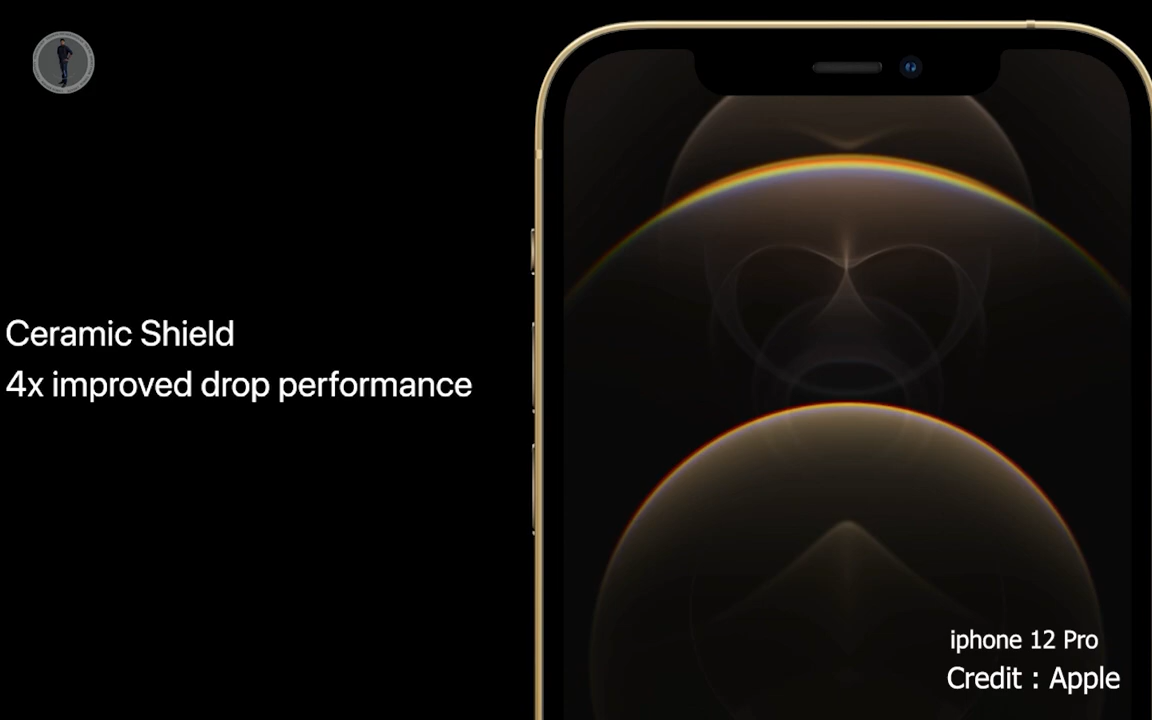 Ceramic Shield
4x improved drop performance
iphone 12 Pro
Credit : Apple